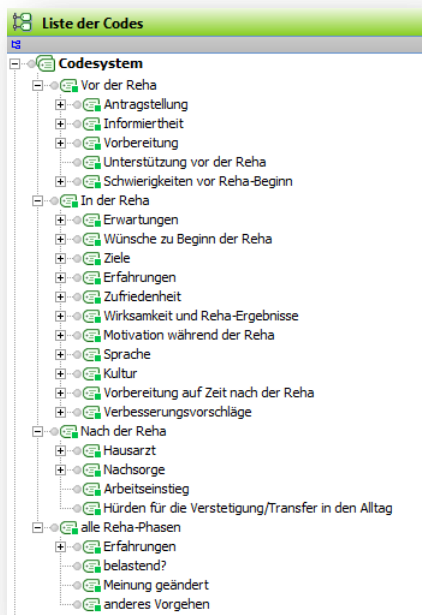 Liste der Codes
Codesystem
Vor der Reha
Antragstellung
Informiertheit
Vorbereitung
Unterstützung vor der Reha
Schwierigkeiten vor Reha-Beginn
In der Reha
Erwartungen
Wünsche zu Beginn der Reha
Ziele
Erfahrungen
Zufriedenheit
Wirksamkeit und Reha-Ergebnisse
Motivation während der Reha
Sprache
Kultur
Vorbereitung auf Zeit nach der Reha
Verbesserungsvorschläge
Nach der Reha
Hausarzt
Nachsorge
Arbeitseinstieg
Hürden für die Verstetigung/Transfer in den Alltag
alle Reha-Phasen
Erfahrungen
belastend?
Meinung geändert
anderes Vorgehen